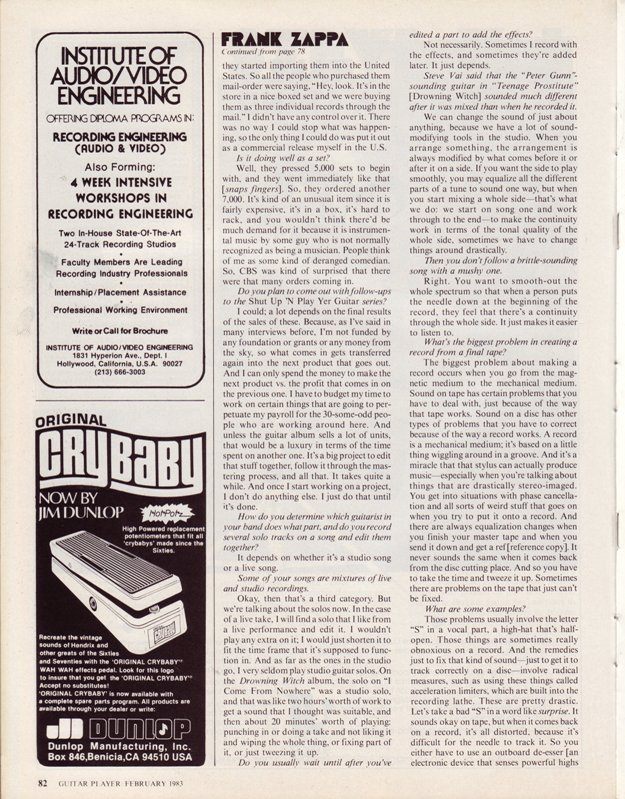 INSTITUTE OF
AUDIO/VIDEO
ENGINEERING
OFFERING DIPLOMA PROGRAMS IN:
RECORDING ENGINEERING
(AUDIO & VIDEO)
Also Forming:
4 WEEK INTENSIVE
WORKSHOPS IN
RECORDING ENGINEERING
Two In-House State-Of-The-Art
24-Track Recording Studios
•
Faculty Members Are Leading
Recording Industry Professionals
•
Internship/Placement Assistance
•
Professional Working Environment
Write or Call for Brochure
INSTITUTE OF AUDIO/VIDEO ENGINEERING
1831 Hyperion Ave., Dept. I
Hollywood, California, U.S.A. 90027
(213) 666-3003
ORIGINAL
CRYBABY
NOW BY
JIM DUNLOP
HotPotz
High Powered replacement
potentiometers that fit all
'crybabys' made since the
Sixties.
Recreate the vintage
sounds of Hendrix and
other greats of the Sixties
and Seventies with the 'ORIGINAL CRYBABY'
WAH WAH effects pedal. Look for this logo
to insure that you get the 'ORIGINAL CRYBABY'
Accept no substitutes!
'ORIGINAL CRYBABY' is now available with
a complete spare parts program. All products are
available through your dealer or write:
DUNLOP
Dunlop Manufacturing, Inc.
Box 846, Benicia, CA 94510 USA
82 GUITAR PLAYER FEBRUARY 1983
FRANK ZAPPA
Continued from page 78
they started importing them into the United
States. So all the people who purchased them
mail-order were saying, "Hey, look. It's in the
store in a nice boxed set and we were buying
them as three individual records through the
mail." I didn't have any control over it. There
was no way I could stop what was happen-
ing, so the only thing I could do was put it out
as a commercial release myself in the U.S.
Is it doing well as a set?
Well, they pressed 5,000 sets to begin
with, and they went immediately like that
[snaps fingers]. So, they ordered another
7,000. It's kind of an unusual item since it is
fairly expensive, it's in a box, it's hard to
rack, and you wouldn't think there'd be
much demand for it because it is instrumen-
tal music by some guy who is not normally
recognized as being a musician. People think
of me as some kind of deranged comedian.
So, CBS was kind of surprised that there
were that many orders coming in.
Do you plan to come out with follow-ups
to the Shut Up 'N Play Yer Guitar series?
I could; a lot depends on the final results
of the sales of these. Because, as I've said in
many interviews before, I'm not funded by
any foundation or grants or any money from
the sky, so what comes in gets transferred
again into the next product that goes out.
And I can only spend the money to make the
next product vs. the profit that comes in on
the previous one. I have to budget my time to
work on certain things that are going to per-
petuate my payroll for the 30-some-odd peo-
ple who are working around here. And
unless the guitar album sells a lot of units,
that would be a luxury in terms of the time
spent on another one. It's a big project to edit
that stuff together, follow it through the mas-
tering process, and all that. It takes quite a
while. And once I start working on a project,
I don't do anything else. I just do that until
it's done.
How do you determine which guitarist in
your band does what part, and do you record
several solo tracks on a song and edit them
together?
It depends on whether it's a studio song
or a live song.
Some of your songs are mixtures of live
and studio recordings.
Okay, then that's a third category. But
we're talking about the solos now. In the case
of a live take, I will find a solo that I like from
a live performance and edit it. I wouldn't
play any extra on it; I would just shorten it to
fit the time frame that it's supposed to func-
tion in. And as far as the ones in the studio
go, I very seldom play studio guitar solos. On
the Drowning Witch album, the solo on "I
Come From Nowhere" was a studio solo,
and that was like two hours' worth of work to
get a sound that I thought was suitable, and
then about 20 minutes' worth of playing:
punching in or doing a take and not liking it
and wiping the whole thing, or fixing part of
it, or just tweezing it up.
Do you usually wait until after you've
edited a part to add the effects?
Not necessarily. Sometimes I record with
the effects, and sometimes they're added
later. It just depends.
Steve Vai said that the "Peter Gunn"-
sounding guitar in "Teenage Prostitute"
[Drowning Witch] sounded much different
after it was mixed than when he recorded it.
We can change the sound of just about
anything, because we have a lot of sound-
modifying tools in the studio. When you
arrange something, the arrangement is
always modified by what comes before it or
after it on a side. If you want the side to play
smoothly, you may equalize all the different
parts of a tune to sound one way, but when
you start mixing a whole side—that's what
we do: we start on song one and work
through to the end—to make the continuity
work in terms of the tonal quality of the
whole side, sometimes we have to change
things around drastically.
Then you don't follow a brittle-sounding
song with a mushy one.
Right. You want to smooth-out the
whole spectrum so that when a person puts
the needle down at the beginning of the
record, they feel that there's a continuity
through the whole side. It just makes it easier
to listen to.
What's the biggest problem in creating a
record from a final tape?
The biggest problem about making a
record occurs when you go from the mag-
netic medium to the mechanical medium.
Sound on tape has certain problems that you
have to deal with, just because of the way
that tape works. Sound on a disc has other
types of problems that you have to correct
because of the way a record works. A record
is a mechanical medium; it's based on a little
thing wiggling around in a groove. And it's a
miracle that that stylus can actually produce
music—especially when you're talking about
things that are drastically stereo-imaged.
You get into situations with phase cancella-
tion and all sorts of weird stuff that goes on
when you try to put it onto a record. And
there are always equalization changes when
you finish your master tape and when you
send it down and get a ref [reference copy]. It
never sounds the same when it comes back
from the disc cutting place. And so you have
to take the time and tweeze it up. Sometimes
there are problems on the tape that just can't
be fixed.
What are some examples?
Those problems usually involve the letter
"S" in a vocal part, a high-hat that's half-
open. Those things are sometimes really
obnoxious on a record. And the remedies
just to fix that kind of sound—just to get it to
track correctly on a disc—involve radical
measures, such as using these things called
acceleration limiters, which are built into the
recording lathe. These are pretty drastic.
Let's take a bad "S" in a word like surprise. It
sounds okay on tape, but when it comes back
on a record, it's all distorted, because it's
difficult for the needle to track it. So you
either have to use an outboard de-esser [an
electronic device that senses powerful highs